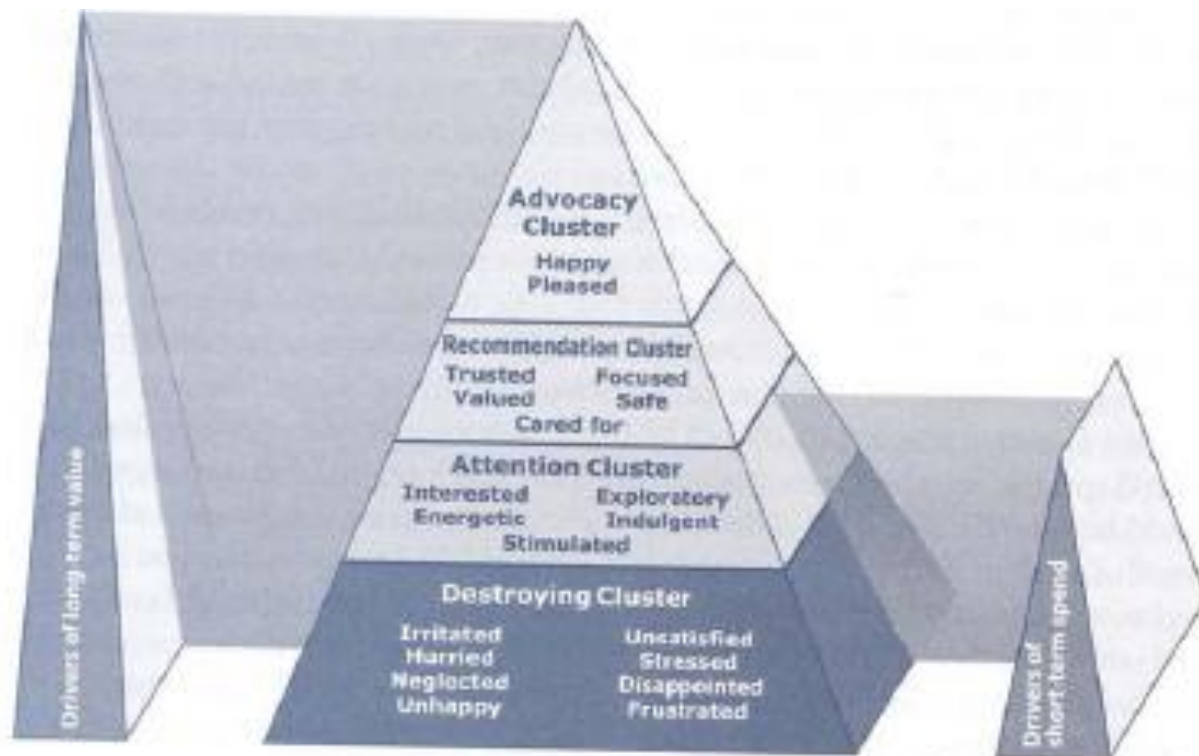 Advocacy
Cluster
Happy
Pleased
Recommendation Cluster
Trusted Focused
Valued Safe
Cared for
Attention Cluster
Interested Exploratory
Energetic Indulgent
Stimulated
Destroying Cluster
Irritated Unsatisfied
Hurried Stressed
Neglected Disappointed
Unhappy Frustrated
Drivers of long-term value
Drivers of
short-term spend